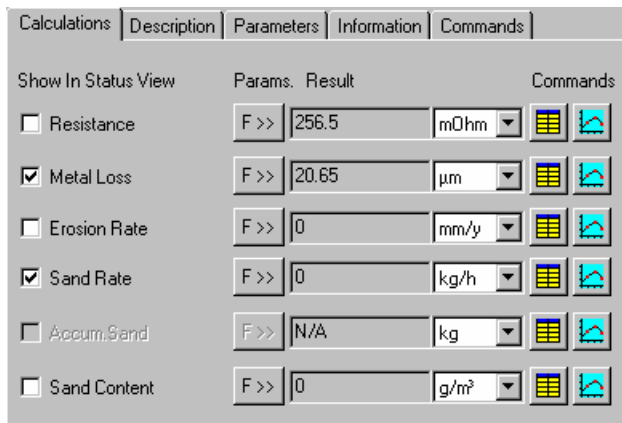 Calculations Description Parameters Information Commands
Show In Status View Params. Result Commands
Resistance F >> 256.5 mOhm
Metal Loss F >> 20.65 μm
Erosion Rate F >> 0 mm/y
Sand Rate F >> 0 kg/h
Accum.Sand F >> N/A kg
Sand Content F >> 0 g/m³